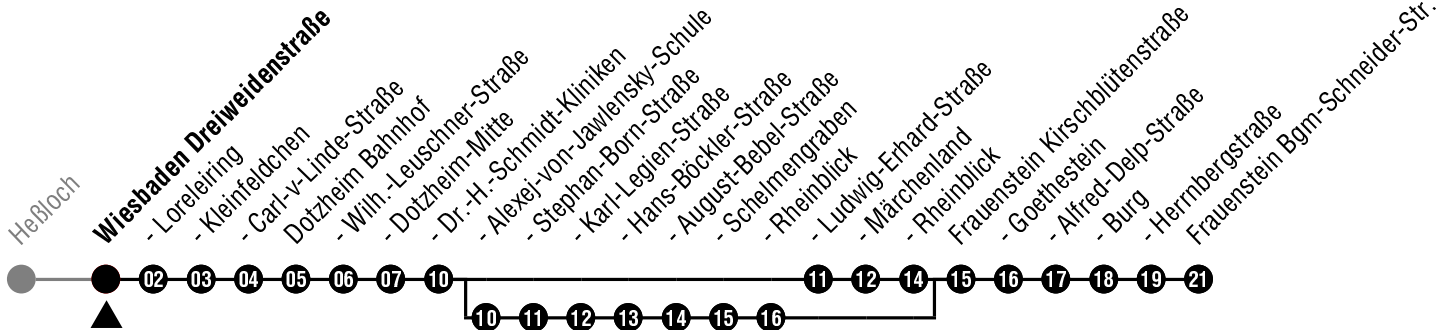 Heßloch
Wiesbaden Dreiweidenstraße
- Loreleiring
- Kleinfeldchen
- Carl-v-Linde-Straße
Dotzheim Bahnhof
- Wilh.-Leuschner-Straße
- Dotzheim-Mitte
- Dr.-H.-Schmidt-Kliniken
- Alexej-von-Jawlensky-Schule
- Stephan-Born-Straße
- Karl-Legien-Straße
- Hans-Böckler-Straße
- August-Bebel-Straße
- Schelmengraben
- Rheinblick
- Ludwig-Erhard-Straße
- Märchenland
- Rheinblick
Frauenstein Kirschblütenstraße
- Goethestein
- Alfred-Delp-Straße
- Burg
- Herrnbergstraße
Frauenstein Bgm-Schneider-Str.
02 03 04 05 06 07 10 11 12 14 15 16 17 18 19 21
10 11 12 13 14 15 16